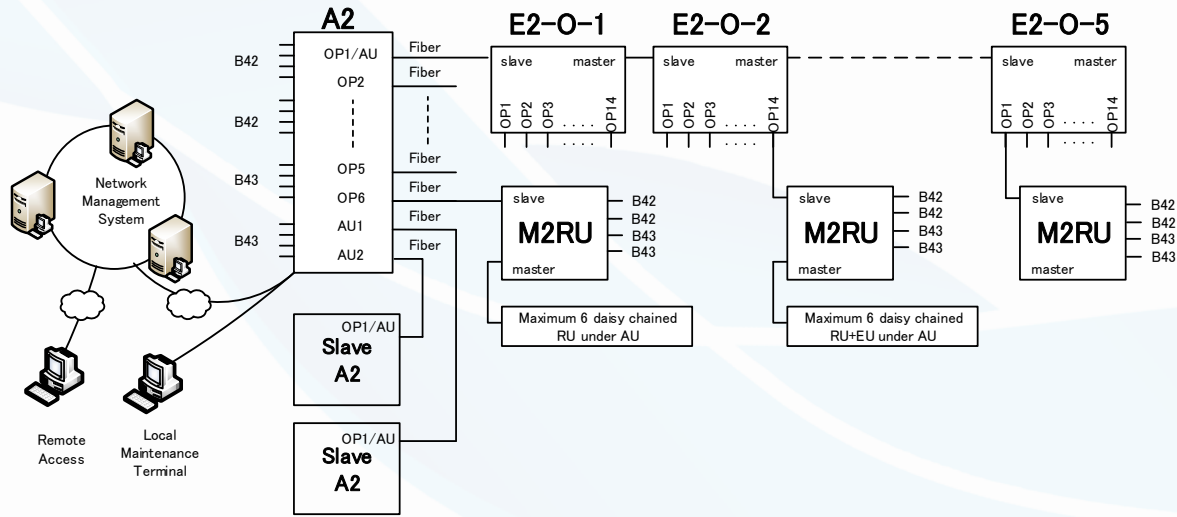 A2
E2-O-1
E2-O-2
E2-O-5
B42
B42
B43
B43
OP1/AU
OP2
OP5
OP6
AU1
AU2
Fiber
Fiber
Fiber
Fiber
Fiber
Fiber
slave
master
OP1
OP2
OP3
....
OP14
....
slave
master
OP1
OP2
OP3
....
OP14
....
slave
master
OP1
OP2
OP3
....
OP14
....
Network
Management
System
slave
M2RU
master
B42
B42
B43
B43
slave
M2RU
master
B42
B42
B43
B43
slave
M2RU
master
B42
B42
B43
B43
Maximum 6 daisy chained
RU under AU
Maximum 6 daisy chained
RU+EU under AU
OP1/AU
Slave
A2
OP1/AU
Slave
A2
Remote
Access
Local
Maintenance
Terminal